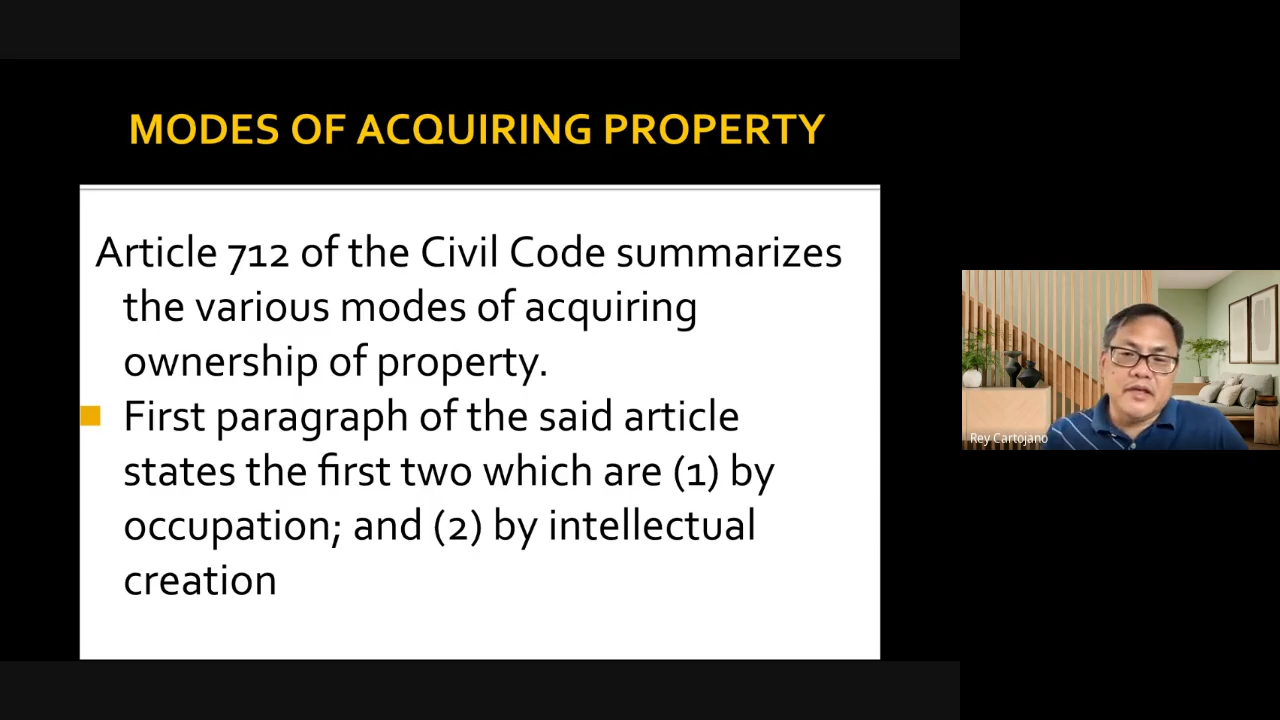 MODES OF ACQUIRING PROPERTY
Article 712 of the Civil Code summarizes
the various modes of acquiring
ownership of property.
First paragraph of the said article
states the first two which are (1) by
occupation; and (2) by intellectual
creation
Rey Cartojano